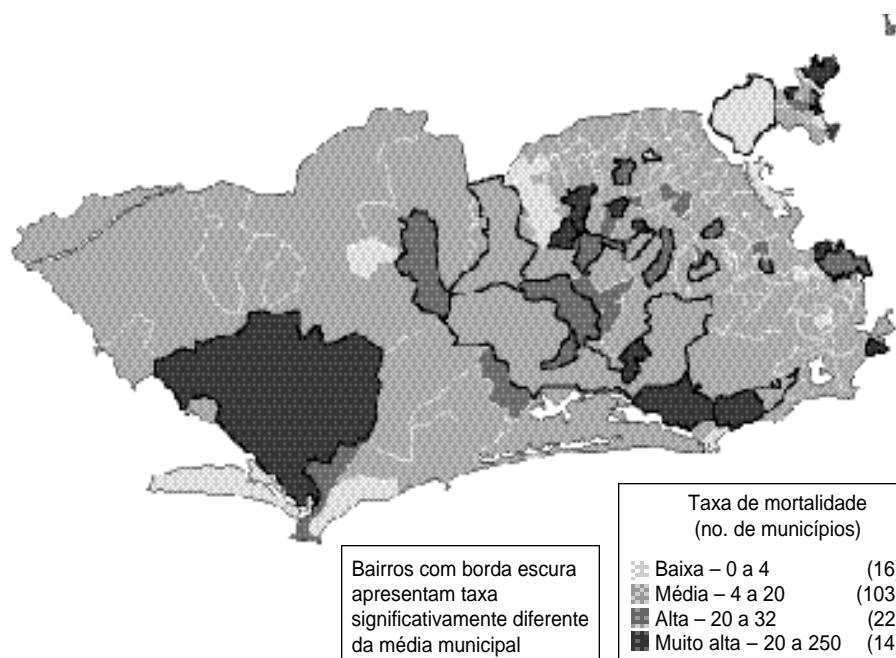 Bairros com borda escura
apresentam taxa
significativamente diferente
da média municipal
Taxa de mortalidade
(no. de municípios)
Baixa – 0 a 4 (16
Média – 4 a 20 (103
Alta – 20 a 32 (22
Muito alta – 20 a 250 (14